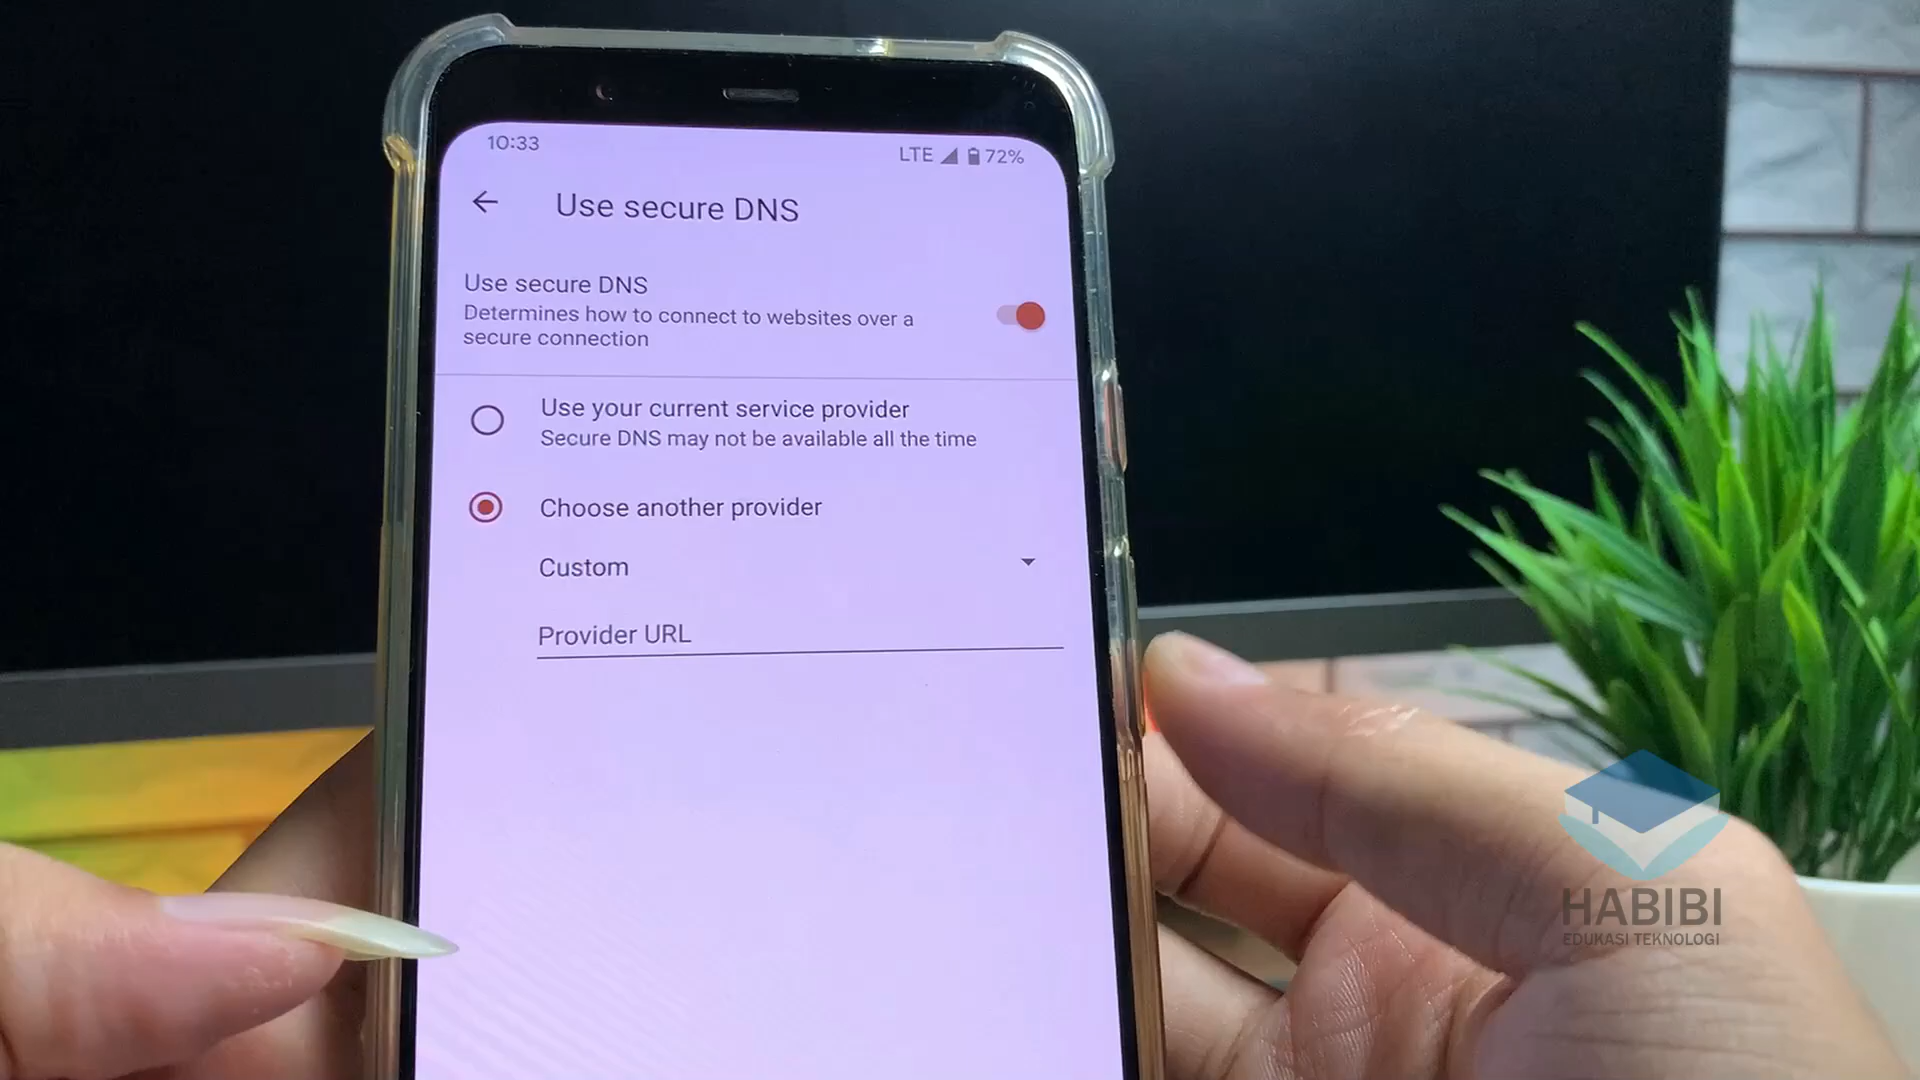 10:33
LTE 72%
Use secure DNS
Use secure DNS
Determines how to connect to websites over a
secure connection
Use your current service provider
Secure DNS may not be available all the time
Choose another provider
Custom
Provider URL
HABIBI
EDUKASI TEKNOLOGI